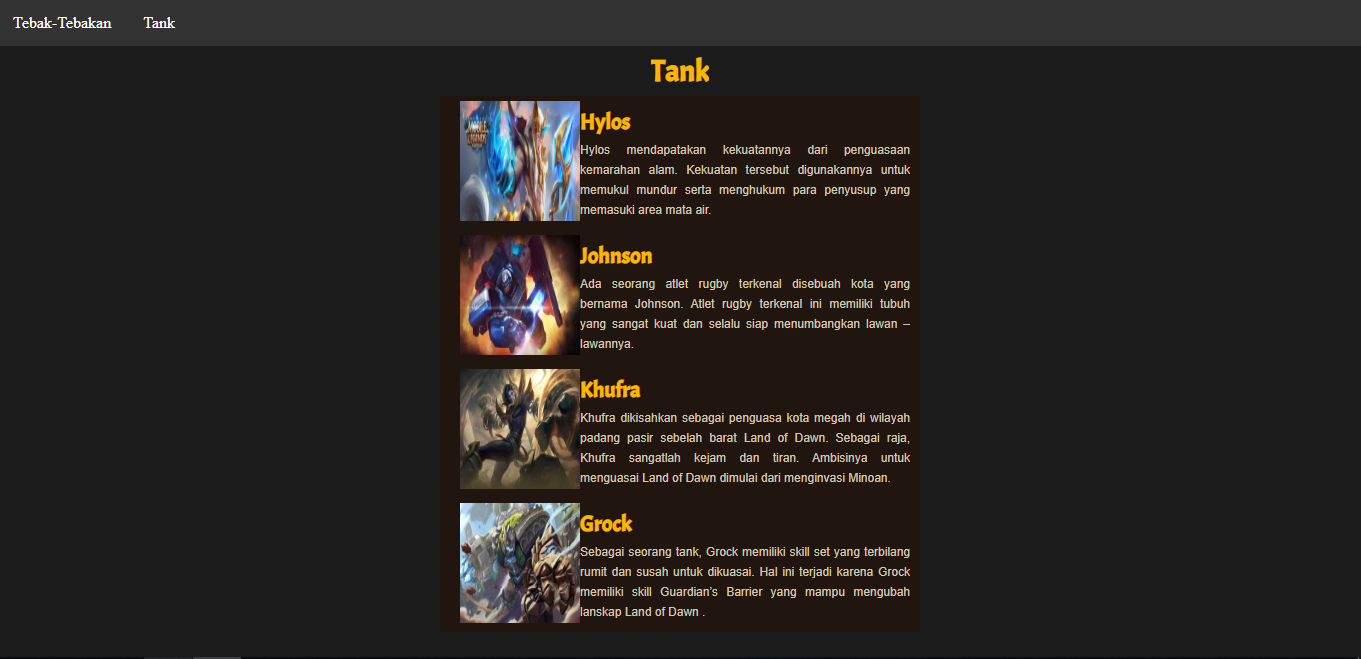 Tebak-Tebakan Tank
Tank
MOBILE
LEGENDS
Hylos
Hylos mendapatakan kekuatannya dari penguasaan
kemarahan alam. Kekuatan tersebut digunakannya untuk
memukul mundur serta menghukum para penyusup yang
memasuki area mata air.
Johnson
Ada seorang atlet rugby terkenal disebuah kota yang
bernama Johnson. Atlet rugby terkenal ini memiliki tubuh
yang sangat kuat dan selalu siap menumbangkan lawan –
lawannya.
Khufra
Khufra dikisahkan sebagai penguasa kota megah di wilayah
padang pasir sebelah barat Land of Dawn. Sebagai raja,
Khufra sangatlah kejam dan tiran. Ambisinya untuk
menguasai Land of Dawn dimulai dari menginvasi Minoan.
Grock
Sebagai seorang tank, Grock memiliki skill set yang terbilang
rumit dan susah untuk dikuasai. Hal ini terjadi karena Grock
memiliki skill Guardian’s Barrier yang mampu mengubah
lanskap Land of Dawn .